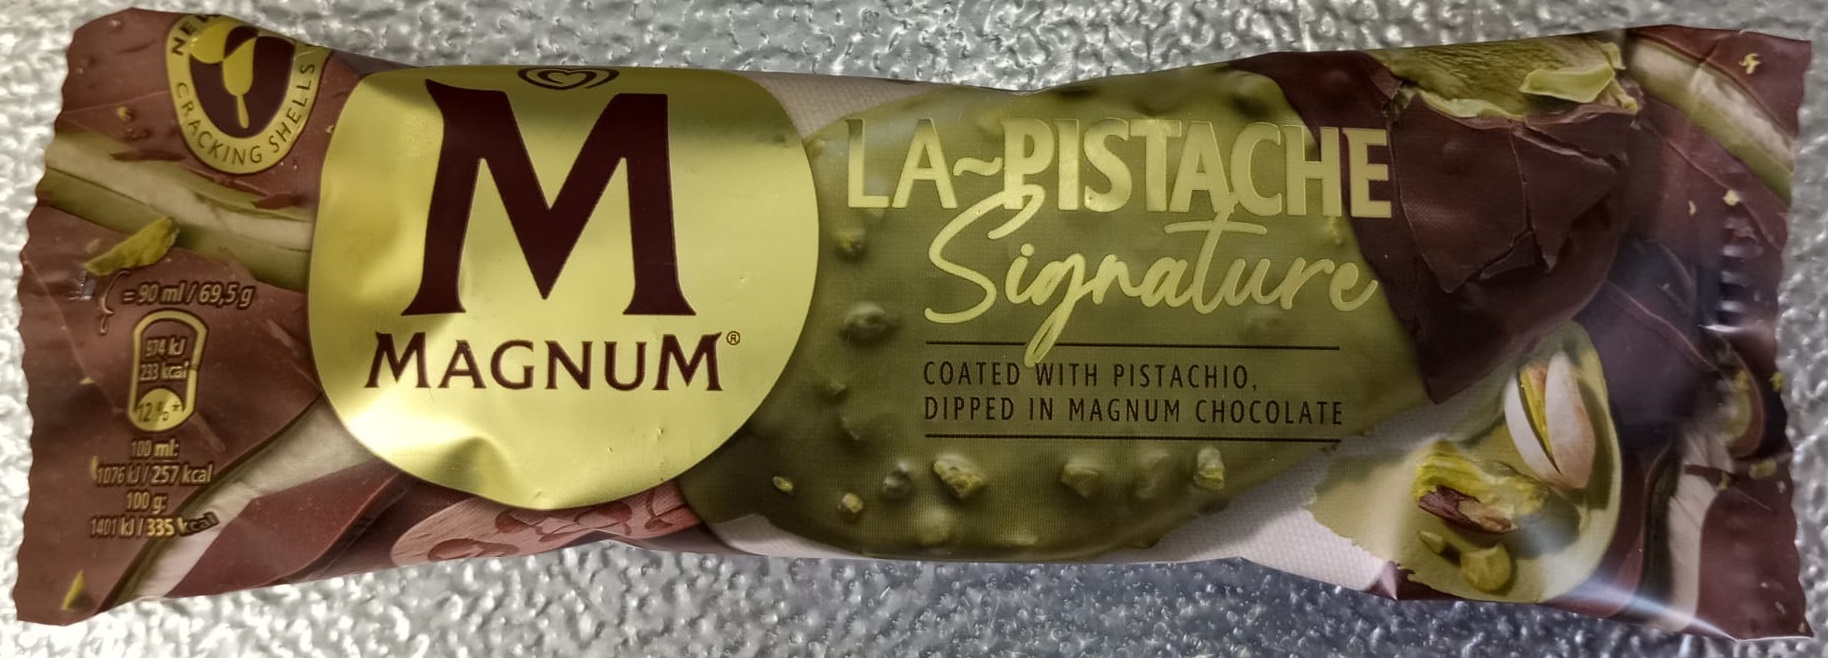 NEW
CRACKING SHELLS
M
MAGNUM®
LA~PISTACHE
Signature
COATED WITH PISTACHIO,
DIPPED IN MAGNUM CHOCOLATE
= 90 ml / 69,5 g
974 kJ
233 kcal
12%*
100 ml:
1076 kJ / 257 kcal
100 g:
1401 kJ / 335 kcal